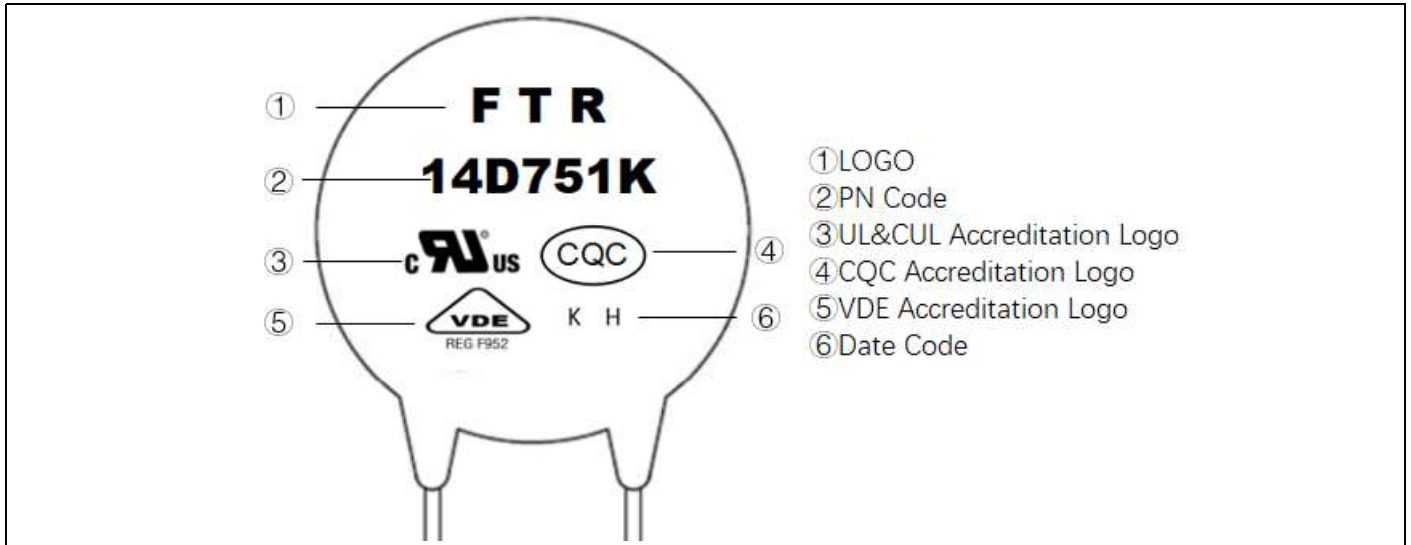 ① F T R
② 14D751K
③ c RU US
CQC ④
⑤ VDE
REG F952
K H ⑥
①LOGO
②PN Code
③UL&CUL Accreditation Logo
④CQC Accreditation Logo
⑤VDE Accreditation Logo
⑥Date Code